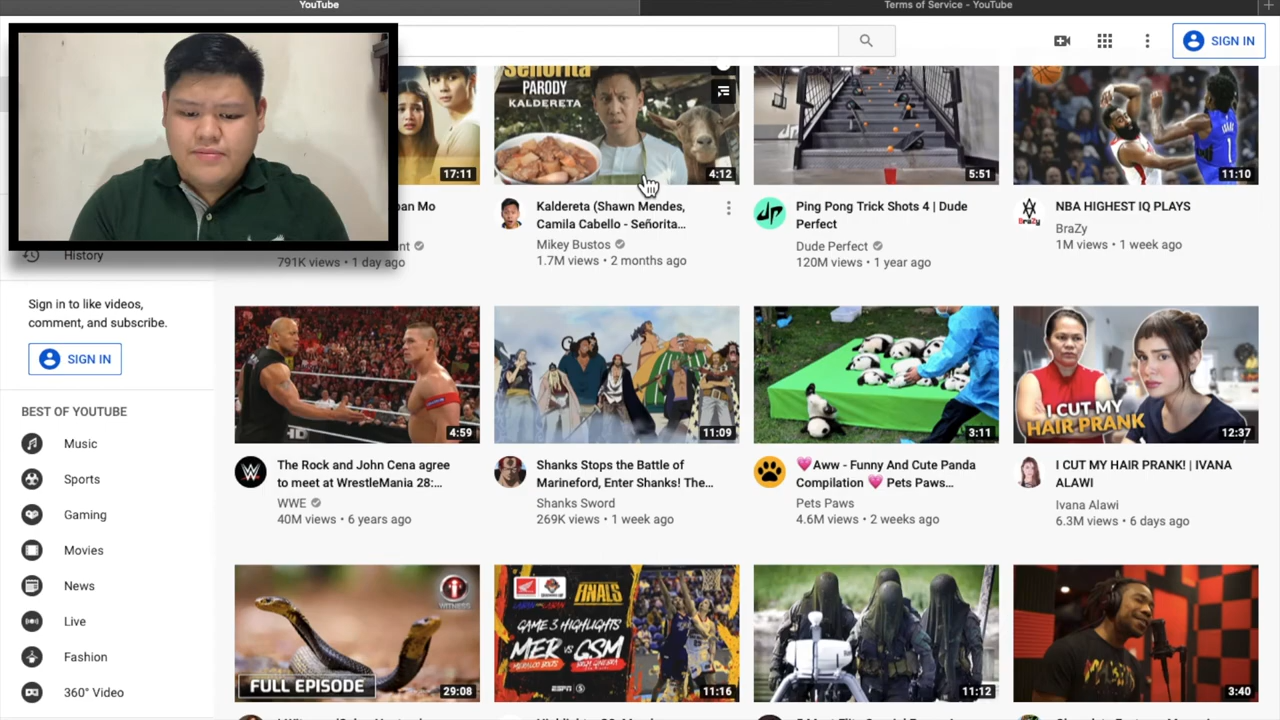 YouTube
Terms of Service - YouTube
SIGN IN
Señorita
PARODY
KALDERETA
17:11
4:12
5:51
11:10
an Mo
Kaldereta (Shawn Mendes,
Camila Cabello - Señorita...
Ping Pong Trick Shots 4 | Dude
Perfect
NBA HIGHEST IQ PLAYS
BraZy
BraZy
nt
Mikey Bustos
Dude Perfect
1M views • 1 week ago
History
791K views • 1 day ago
1.7M views • 2 months ago
120M views • 1 year ago
Sign in to like videos,
comment, and subscribe.
SIGN IN
I CUT MY
HAIR PRANK
4:59
11:09
3:11
12:37
BEST OF YOUTUBE
Music
Sports
Gaming
Movies
News
Live
Fashion
360° Video
The Rock and John Cena agree
to meet at WrestleMania 28:...
WWE
40M views • 6 years ago
Shanks Stops the Battle of
Marineford, Enter Shanks! The...
Shanks Sword
269K views • 1 week ago
💗Aww - Funny And Cute Panda
Compilation 💗 Pets Paws...
Pets Paws
4.6M views • 2 weeks ago
I CUT MY HAIR PRANK! | IVANA
ALAWI
Ivana Alawi
6.3M views • 6 days ago
WITNESS
FULL EPISODE
29:08
FINALS
GAME 3 HIGHLIGHTS
MER VS GSM
ESPN 5
11:16
11:12
3:40